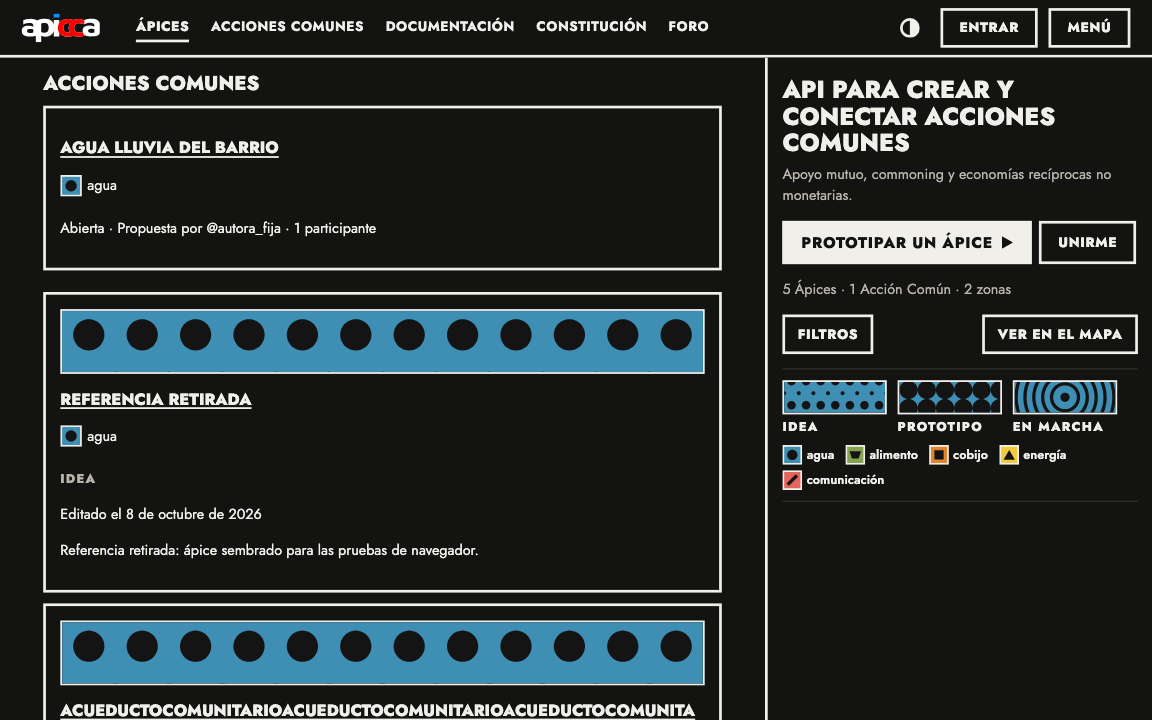 apicca
ÁPICES
ACCIONES COMUNES
DOCUMENTACIÓN
CONSTITUCIÓN
FORO
ENTRAR
MENÚ
ACCIONES COMUNES
AGUA LLUVIA DEL BARRIO
agua
Abierta · Propuesta por @autora_fija · 1 participante
REFERENCIA RETIRADA
agua
IDEA
Editado el 8 de octubre de 2026
Referencia retirada: ápice sembrado para las pruebas de navegador.
ACUEDUCTOCOMUNITARIOACUEDUCTOCOMUNITARIOACUEDUCTOCOMUNITA
API PARA CREAR Y
CONECTAR ACCIONES
COMUNES
Apoyo mutuo, commoning y economías recíprocas no
monetarias.
PROTOTIPAR UN ÁPICE
UNIRME
5 Ápices · 1 Acción Común · 2 zonas
FILTROS
VER EN EL MAPA
IDEA
PROTOTIPO
EN MARCHA
agua
alimento
cobijo
energía
comunicación